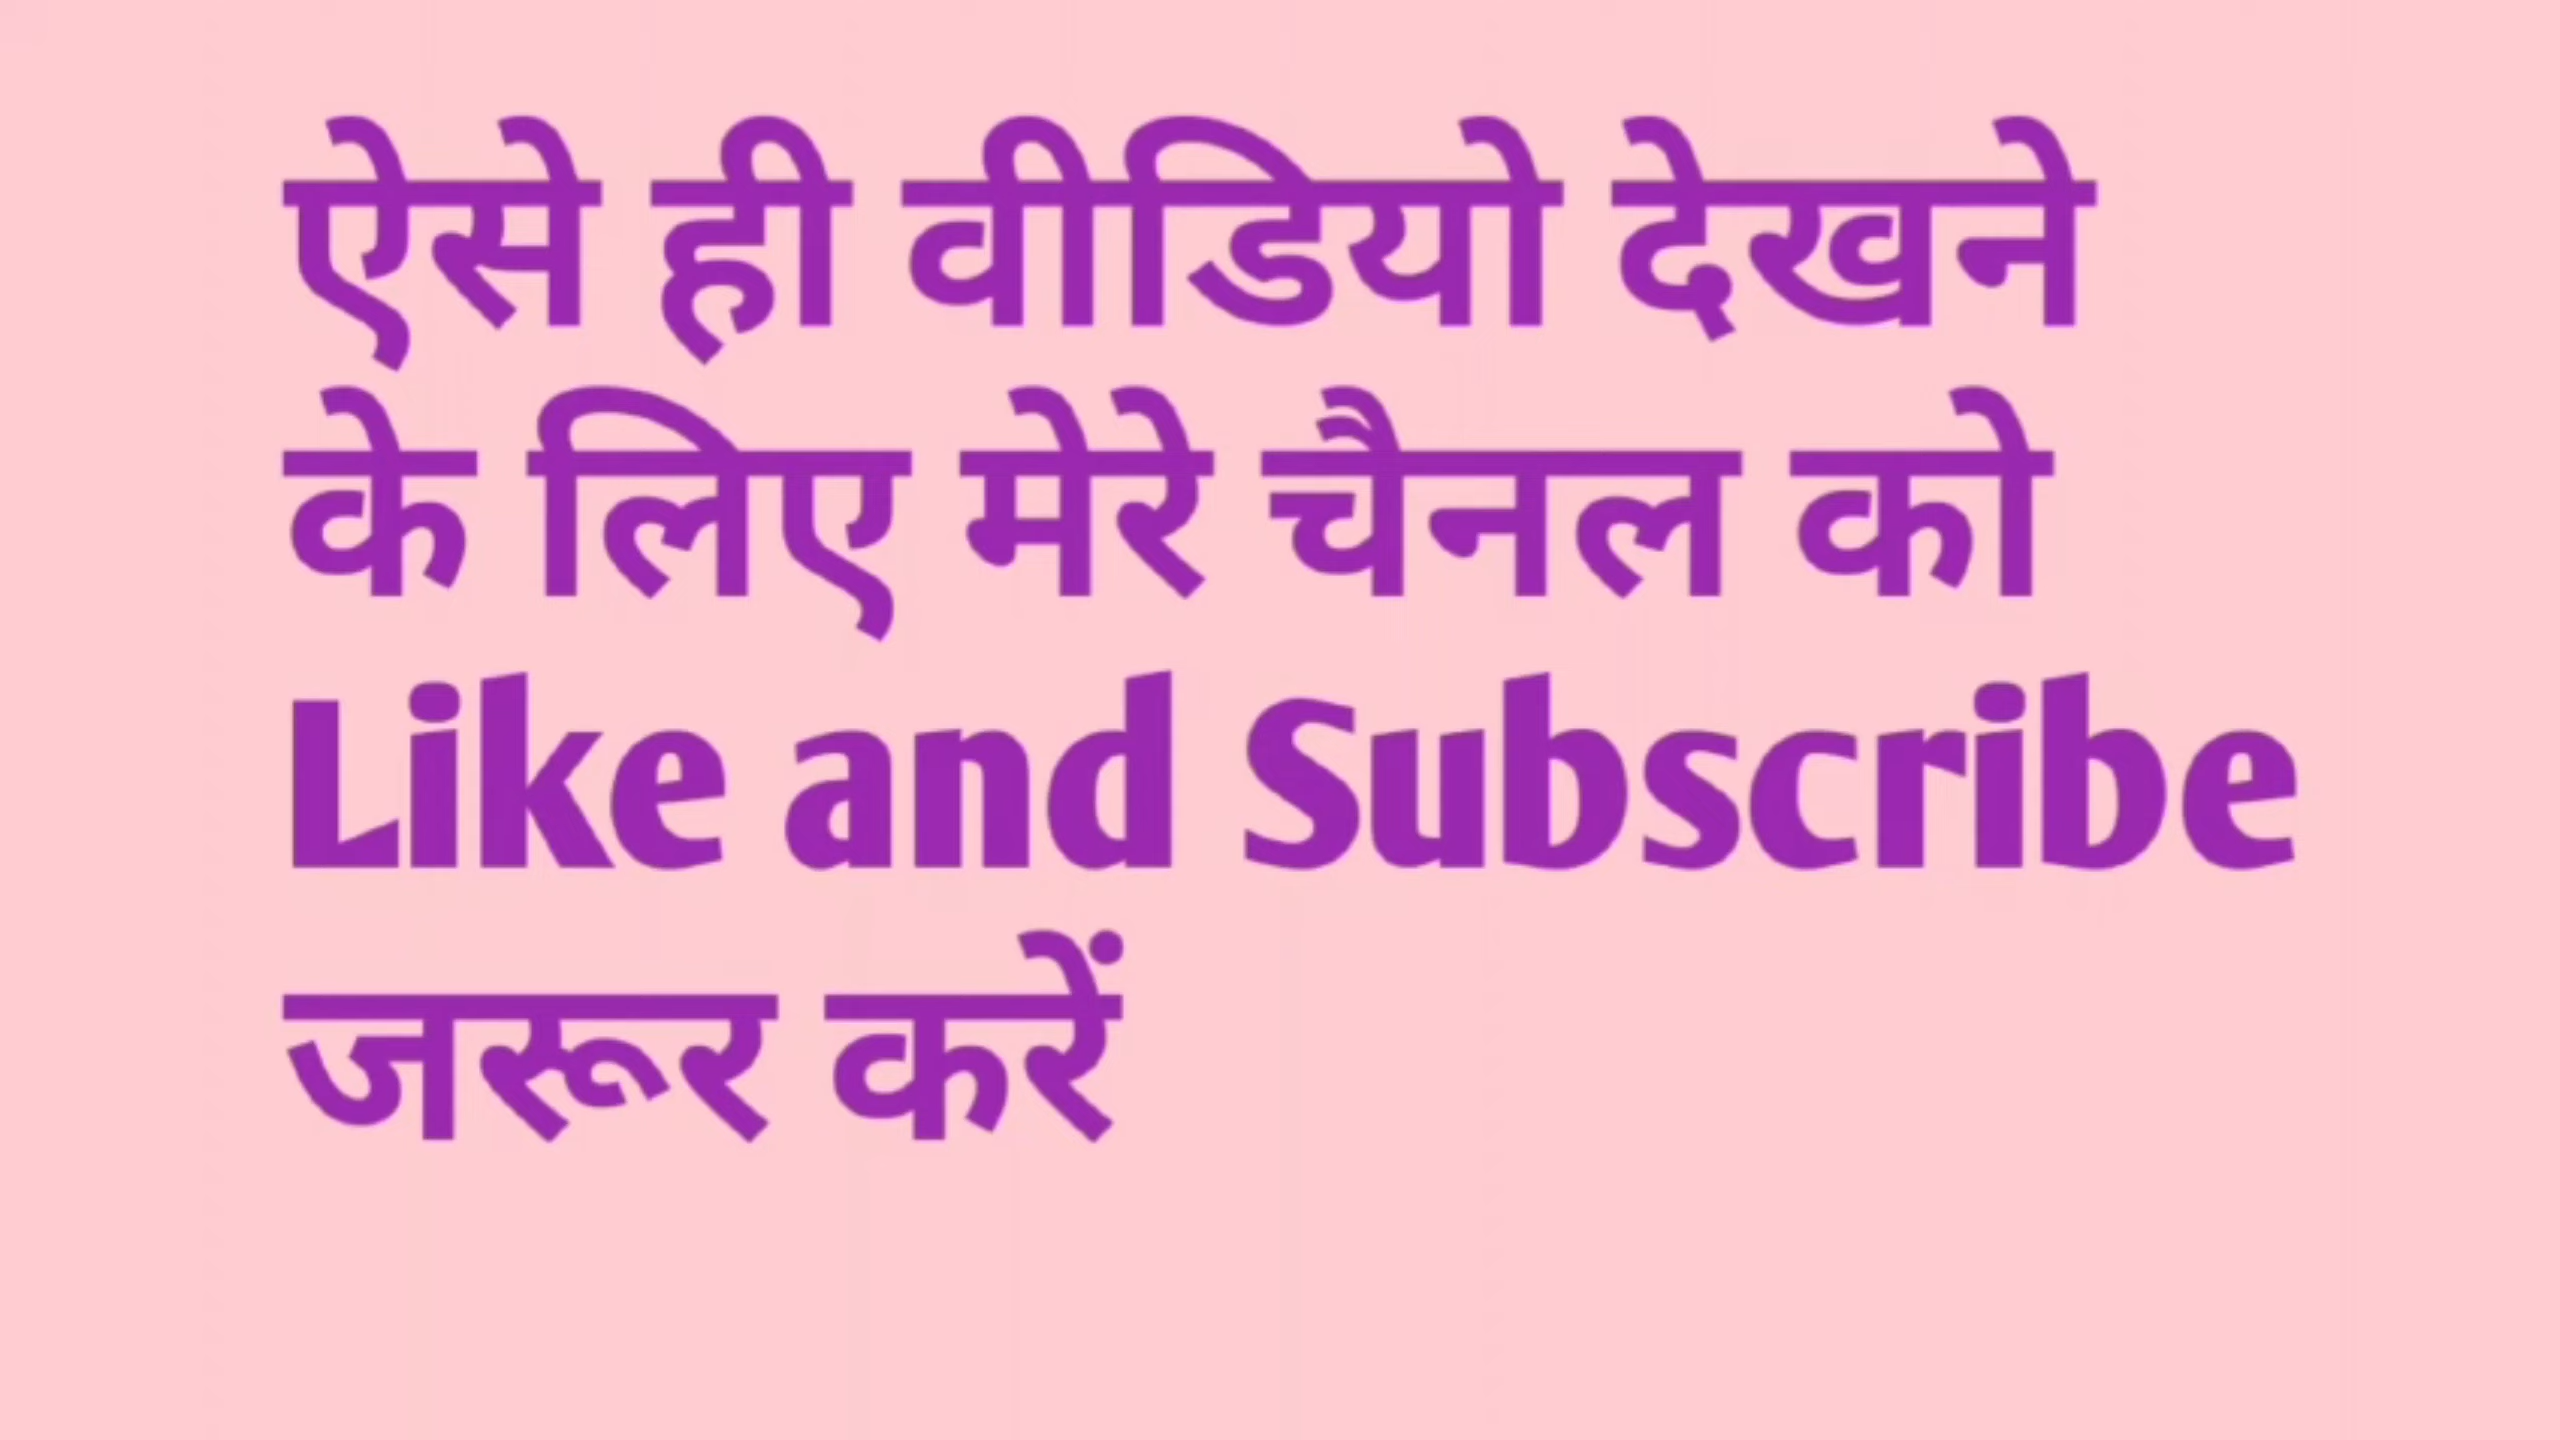 ऐसे ही वीडियो देखने
के लिए मेरे चैनल को
Like and Subscribe
जरूर करें